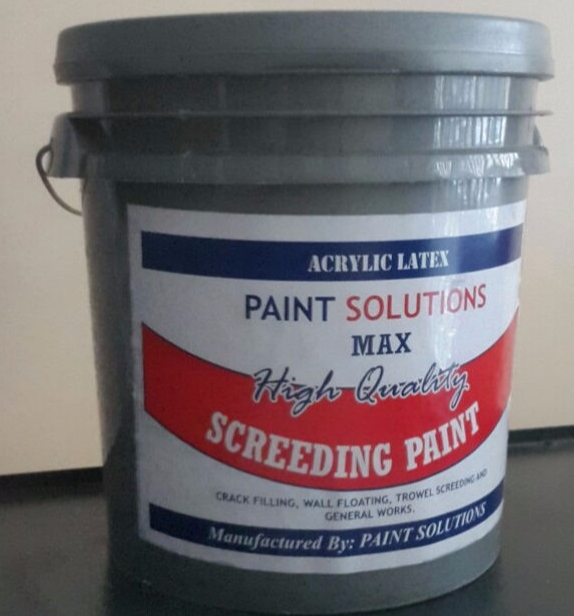 ACRYLIC LATEX
PAINT SOLUTIONS
MAX
High Quality
SCREEDING PAINT
CRACK FILLING, WALL FLOATING, TROWEL SCREEDING AND
GENERAL WORKS.
Manufactured By: PAINT SOLUTIONS